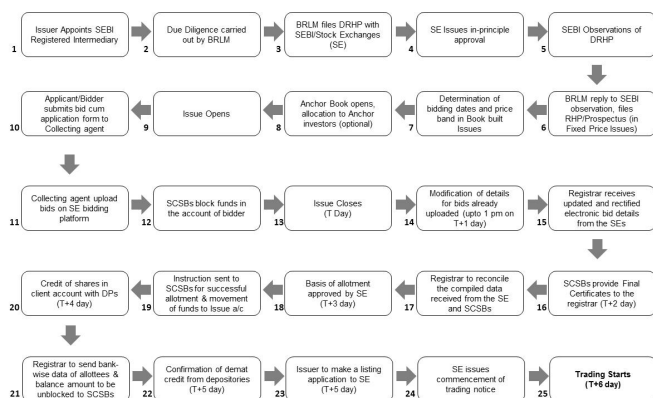 1
Issuer Appoints SEBI
Registered Intermediary
2
Due Diligence carried
out by BRLM
3
BRLM files DRHP with
SEBI/Stock Exchanges
(SE)
4
SE Issues in-principle
approval
5
SEBI Observations of
DRHP
6
BRLM reply to SEBI
observation, files
RHP/Prospectus (in
Fixed Price Issues)
7
Determination of
bidding dates and price
band in Book built
Issues
8
Anchor Book opens,
allocation to Anchor
investors (optional)
9
Issue Opens
10
Applicant/Bidder
submits bid cum
application form to
Collecting agent
11
Collecting agent upload
bids on SE bidding
platform
12
SCSBs block funds in
the account of bidder
13
Issue Closes
(T Day)
14
Modification of details
for bids already
uploaded (upto 1 pm on
T+1 day)
15
Registrar receives
updated and rectified
electronic bid details
from the SEs
16
SCSBs provide Final
Certificates to the
registrar (T+2 day)
17
Registrar to reconcile
the compiled data
received from the SE
and SCSBs
18
Basis of allotment
approved by SE
(T+3 day)
19
Instruction sent to
SCSBs for successful
allotment & movement
of funds to Issue a/c
20
Credit of shares in
client account with DPs
(T+4 day)
21
Registrar to send bank-
wise data of allottees &
balance amount to be
unblocked to SCSBs
22
Confirmation of demat
credit from depositories
(T+5 day)
23
Issuer to make a listing
application to SE
(T+5 day)
24
SE issues
commencement of
trading notice
25
Trading Starts
(T+6 day)